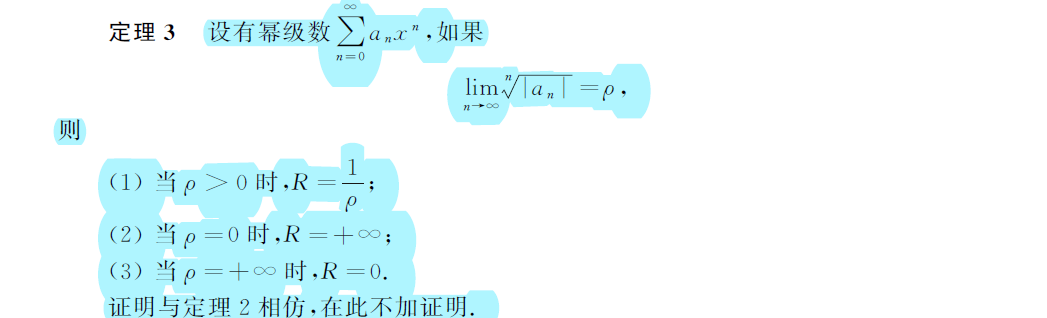 定理 3 设有幂级数 $\sum_{n=0}^{\infty} a_n x^n$,如果
$\lim_{n\to\infty} \sqrt[n]{|a_n|} = \rho$,
则
(1) 当 $\rho > 0$ 时,$R = \frac{1}{\rho}$;
(2) 当 $\rho = 0$ 时,$R = +\infty$;
(3) 当 $\rho = +\infty$ 时,$R = 0$.
证明与定理 2 相仿,在此不加证明.